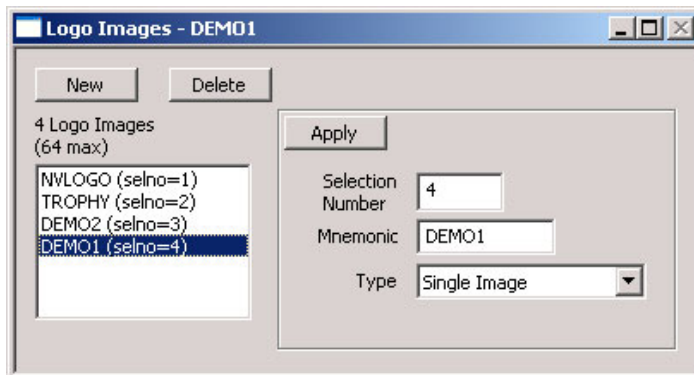 Logo Images - DEMO1
New
Delete
4 Logo Images
(64 max)
NVLOGO (selno=1)
TROPHY (selno=2)
DEMO2 (selno=3)
DEMO1 (selno=4)
Apply
Selection
Number
4
Mnemonic
DEMO1
Type
Single Image